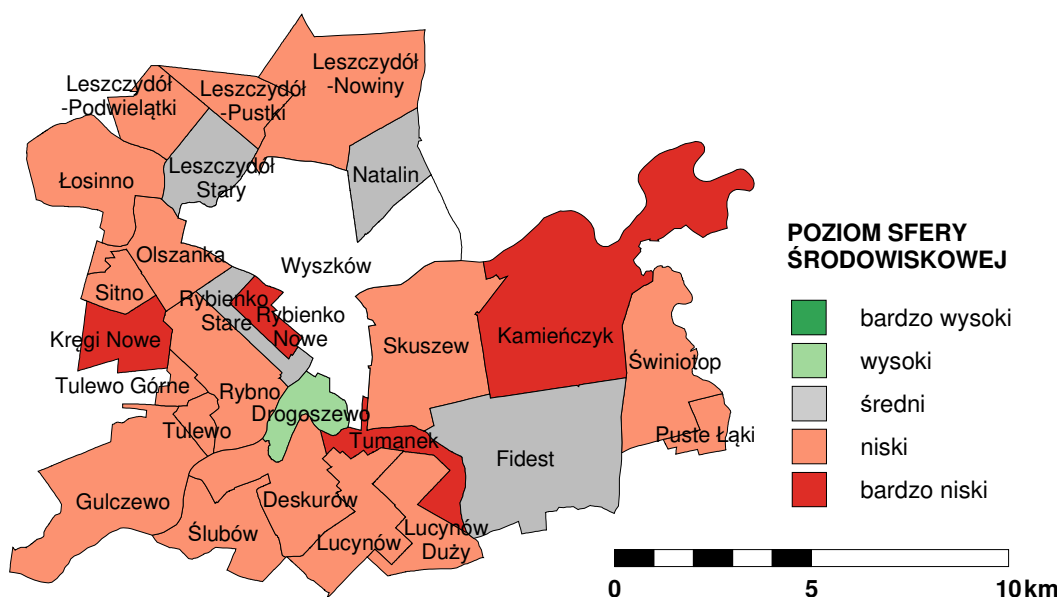 Leszczydół
-Nowiny
Leszczydół
-Podwielątki
Leszczydół
-Pustki
Leszczydół
Stary
Natalin
Łosinno
Olszanka
Wyszków
Sitno
Rybienko
Stare
Rybienko
Nowe
Kręgi Nowe
Skuszew
Kamieńczyk
Świniotop
Tulewo Górne
Rybno
Drogoszewo
Tulewo
Tumanek
Puste Łąki
Fidest
Gulczewo
Deskurów
Ślubów
Lucynów
Lucynów
Duży
POZIOM SFERY
ŚRODOWISKOWEJ
bardzo wysoki
wysoki
średni
niski
bardzo niski
0 5 10 km